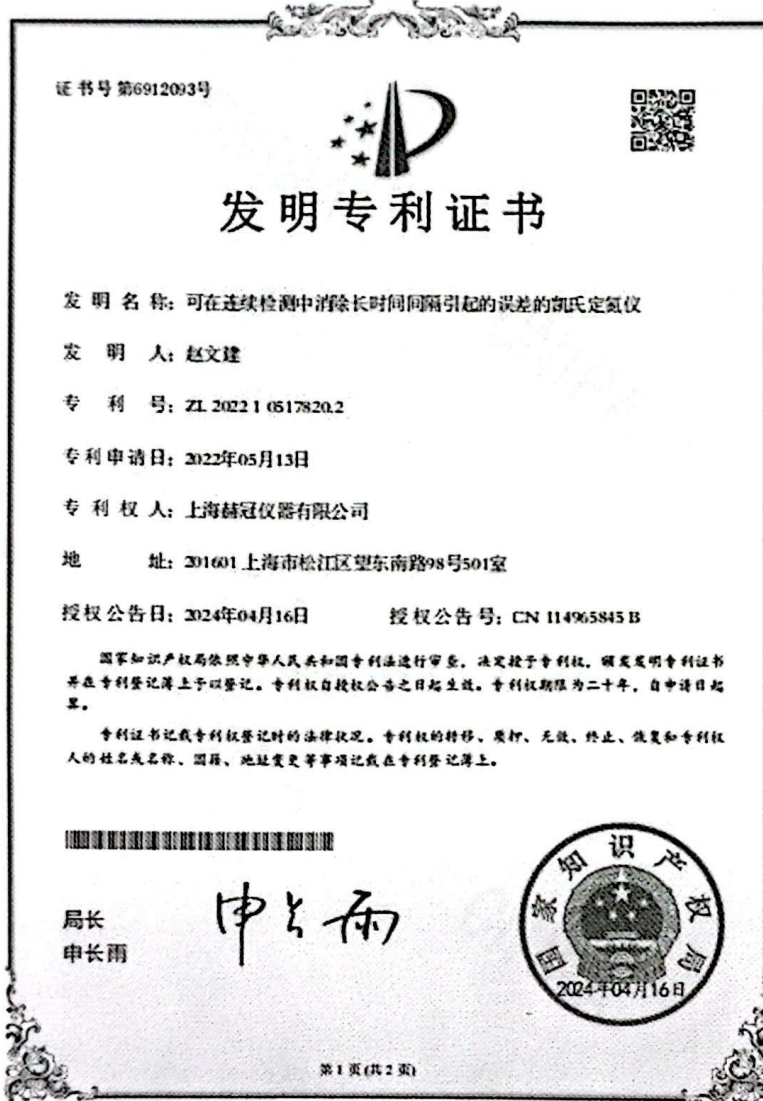 证书号第6912093号
发明专利证书
发明名称：可在连续检测中消除长时间间隔引起的误差的凯氏定氮仪
发明人：赵文建
专利号：ZL 2022 1 0517820.2
专利申请日：2022年05月13日
专利权人：上海赫冠仪器有限公司
地址：201601 上海市松江区望东南路98号501室
授权公告日：2024年04月16日 授权公告号：CN 114965845 B
国家知识产权局依照中华人民共和国专利法进行审查，决定授予专利权，颁发发明专利证书
并在专利登记簿上予以登记。专利权自授权公告之日起生效。专利权期限为二十年，自申请日起
算。
专利证书记载专利权登记时的法律状况。专利权的转移、质押、无效、终止、恢复和专利权
人的姓名或名称、国籍、地址变更等事项记载在专利登记簿上。
局长
申长雨
申长雨
国家知识产权局
2024年04月16日
第1页(共2页)